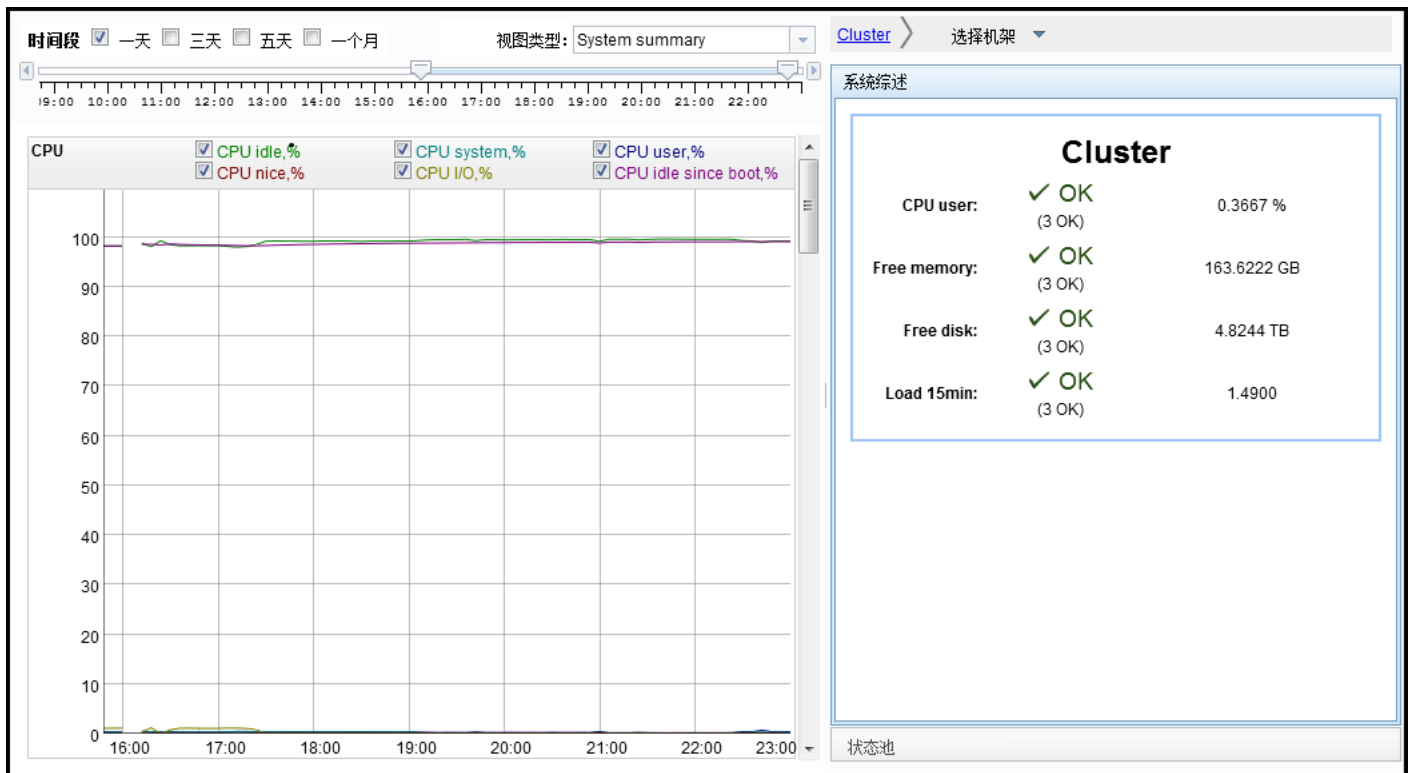 时间段 一天 三天 五天 一个月 视图类型: System summary
19:00 10:00 11:00 12:00 13:00 14:00 15:00 16:00 17:00 18:00 19:00 20:00 21:00 22:00
CPU CPU idle,% CPU system,% CPU user,%
CPU nice,% CPU I/O,% CPU idle since boot,%
100
90
80
70
60
50
40
30
20
10
0
16:00 17:00 18:00 19:00 20:00 21:00 22:00 23:00
Cluster 选择机架
系统综述
Cluster
CPU user: OK 0.3667 %
(3 OK)
Free memory: OK 163.6222 GB
(3 OK)
Free disk: OK 4.8244 TB
(3 OK)
Load 15min: OK 1.4900
(3 OK)
状态池